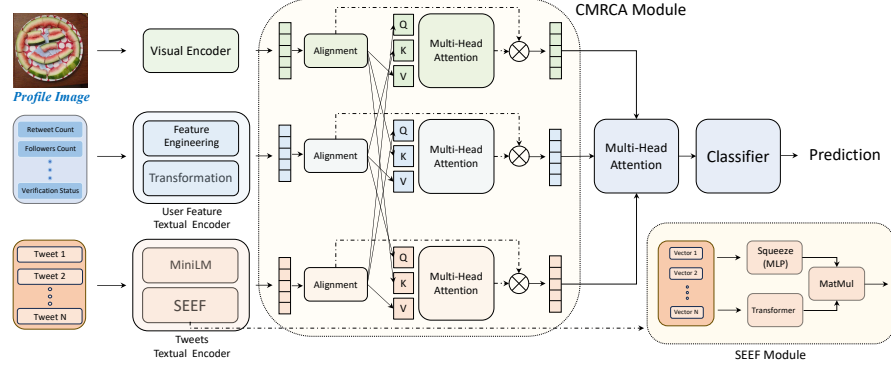 CMRCA Module
Visual Encoder
Alignment
Q
K
V
Multi-Head
Attention
Profile Image
Retweet Count
Followers Count
Verification Status
Feature
Engineering
Transformation
User Feature
Textual Encoder
Alignment
Q
K
V
Multi-Head
Attention
Multi-Head
Attention
Classifier
Prediction
Tweet 1
Tweet 2
Tweet N
MiniLM
SEEF
Tweets
Textual Encoder
Alignment
Q
K
V
Multi-Head
Attention
Vector 1
Vector 2
Vector N
Squeeze
(MLP)
Transformer
MatMul
SEEF Module